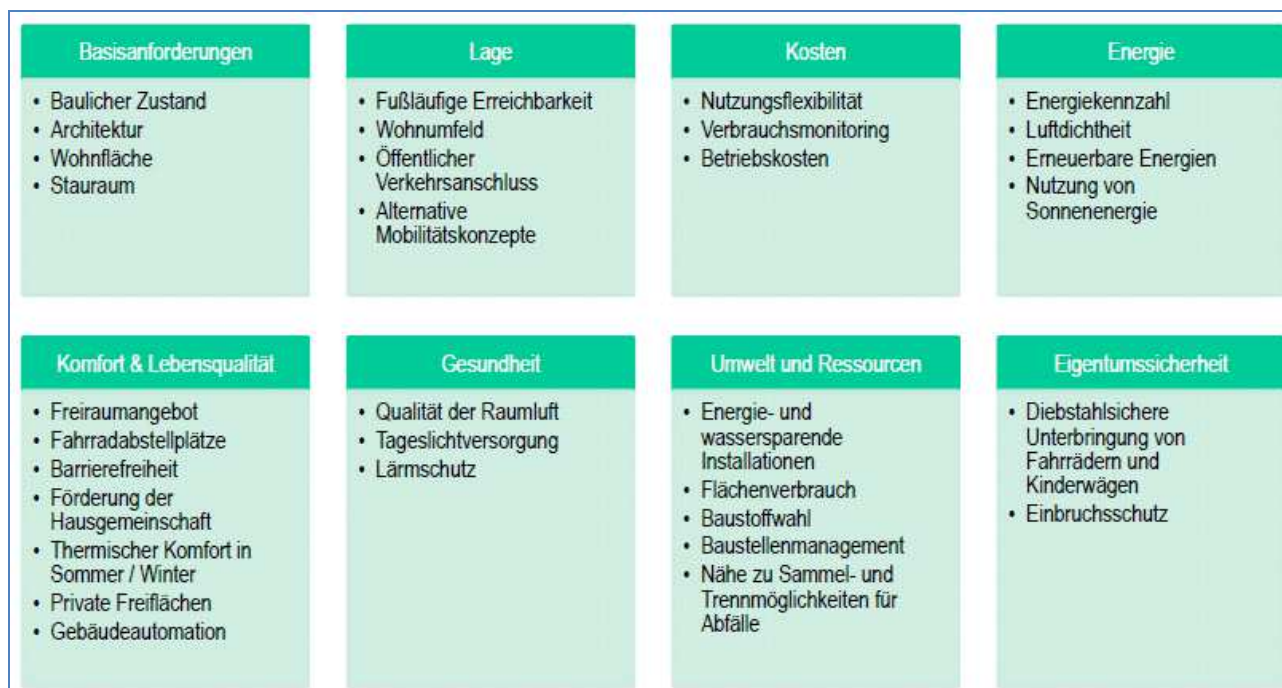 Basisanforderungen
• Baulicher Zustand
• Architektur
• Wohnfläche
• Stauraum
Lage
• Fußläufige Erreichbarkeit
• Wohnumfeld
• Öffentlicher
Verkehrsanschluss
• Alternative
Mobilitätskonzepte
Kosten
• Nutzungsflexibilität
• Verbrauchsmonitoring
• Betriebskosten
Energie
• Energiekennzahl
• Luftdichtheit
• Erneuerbare Energien
• Nutzung von
Sonnenenergie
Komfort & Lebensqualität
• Freiraumangebot
• Fahrradabstellplätze
• Barrierefreiheit
• Förderung der
Hausgemeinschaft
• Thermischer Komfort in
Sommer / Winter
• Private Freiflächen
• Gebäudeautomation
Gesundheit
• Qualität der Raumluft
• Tageslichtversorgung
• Lärmschutz
Umwelt und Ressourcen
• Energie- und
wassersparende
Installationen
• Flächenverbrauch
• Baustoffwahl
• Baustellenmanagement
• Nähe zu Sammel- und
Trennmöglichkeiten für
Abfälle
Eigentumssicherheit
• Diebstahlsichere
Unterbringung von
Fahrrädern und
Kinderwägen
• Einbruchsschutz